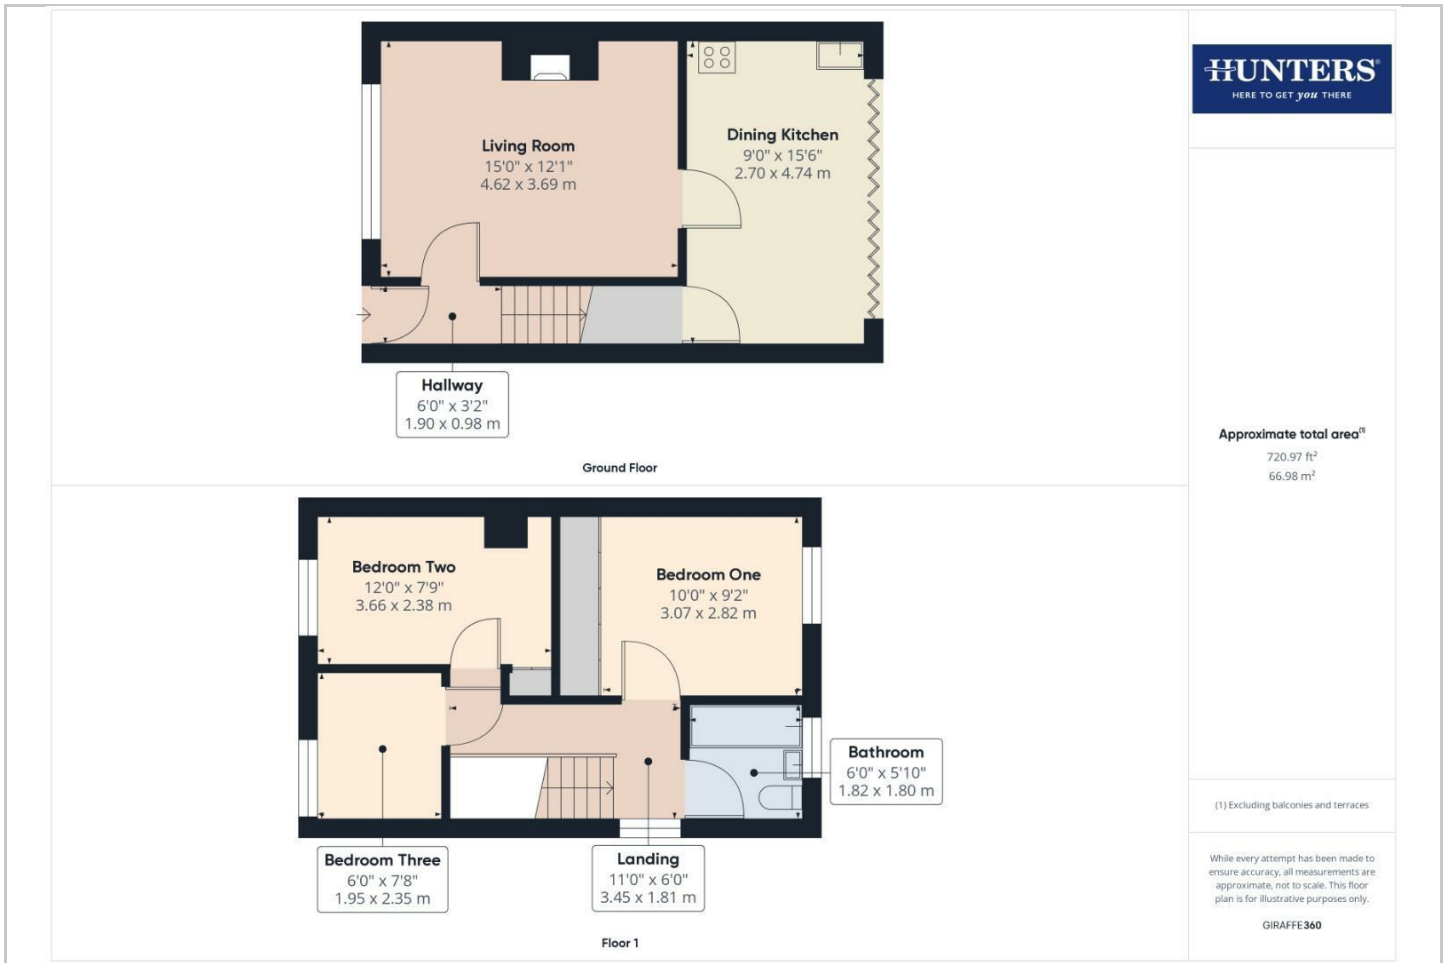 Living Room
15'0" x 12'1"
4.62 x 3.69 m
Dining Kitchen
9'0" x 15'6"
2.70 x 4.74 m
Hallway
6'0" x 3'2"
1.90 x 0.98 m
Ground Floor
Bedroom Two
12'0" x 7'9"
3.66 x 2.38 m
Bedroom One
10'0" x 9'2"
3.07 x 2.82 m
Bathroom
6'0" x 5'10"
1.82 x 1.80 m
Bedroom Three
6'0" x 7'8"
1.95 x 2.35 m
Landing
11'0" x 6'0"
3.45 x 1.81 m
Floor 1
HUNTERS®
HERE TO GET you THERE
Approximate total area(1)
720.97 ft²
66.98 m²
(1) Excluding balconies and terraces
While every attempt has been made to
ensure accuracy, all measurements are
approximate, not to scale. This floor
plan is for illustrative purposes only.
GIRAFFE360